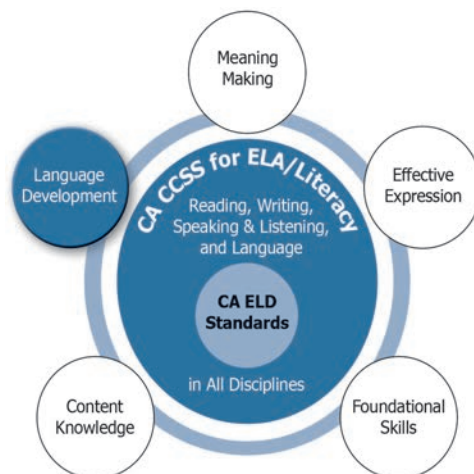 Meaning
Making
Language
Development
Effective
Expression
CA CCSS for ELA/Literacy
Reading, Writing,
Speaking & Listening,
and Language
CA ELD
Standards
in All Disciplines
Content
Knowledge
Foundational
Skills